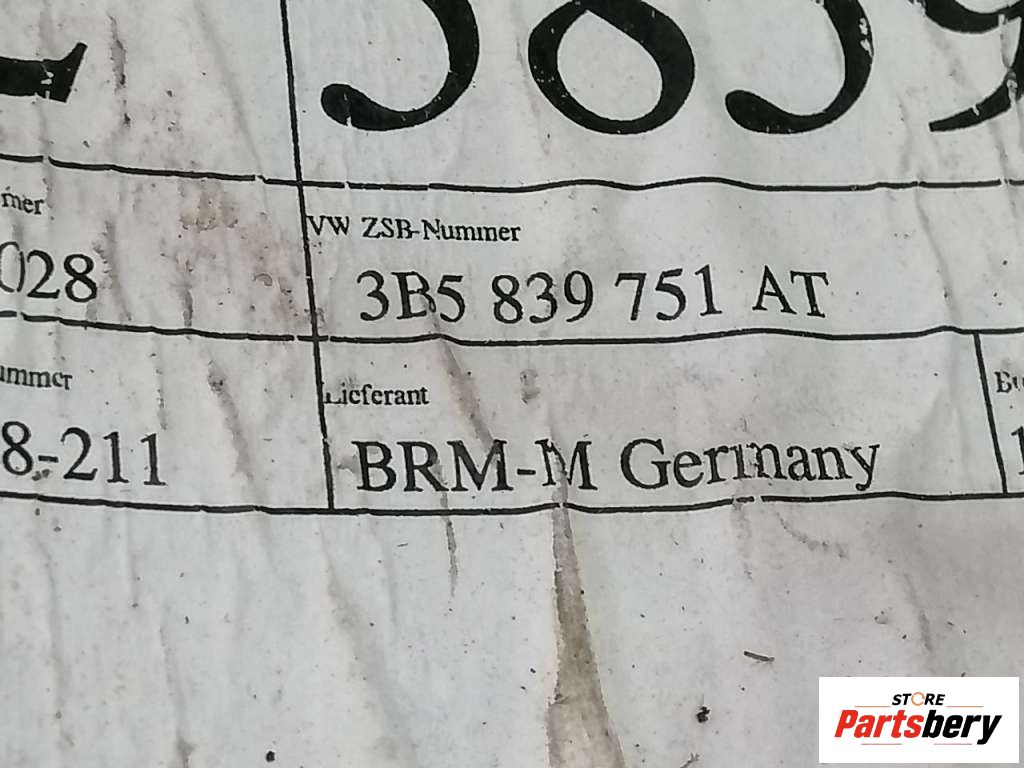 VW ZSB-Nummer
028
3B5 839 751 AT
Lieferant
8-211
BRM-M Germany
STORE
Partsbery